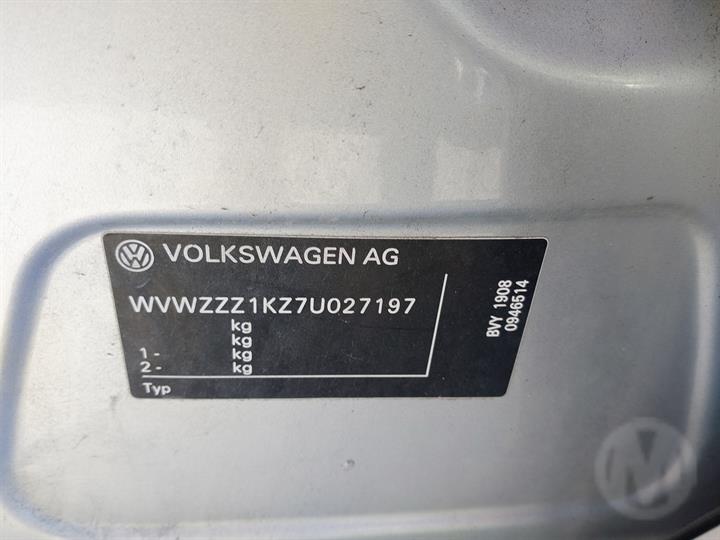 VOLKSWAGEN AG
WVWZZZ1KZ7U027197
kg
kg
1 - kg
2 - kg
Typ
BVY 1908
0946514